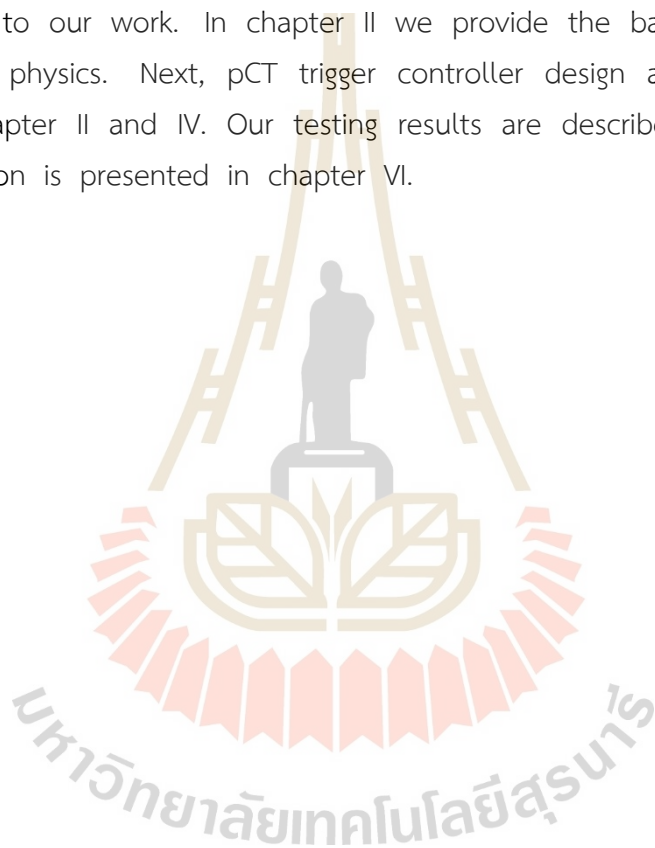 to our work. In chapter II we provide the ba
physics. Next, pCT trigger controller design a
apter II and IV. Our testing results are describe
on is presented in chapter VI.
มหาวิทยาลัยเทคโนโลยีสุรนารี